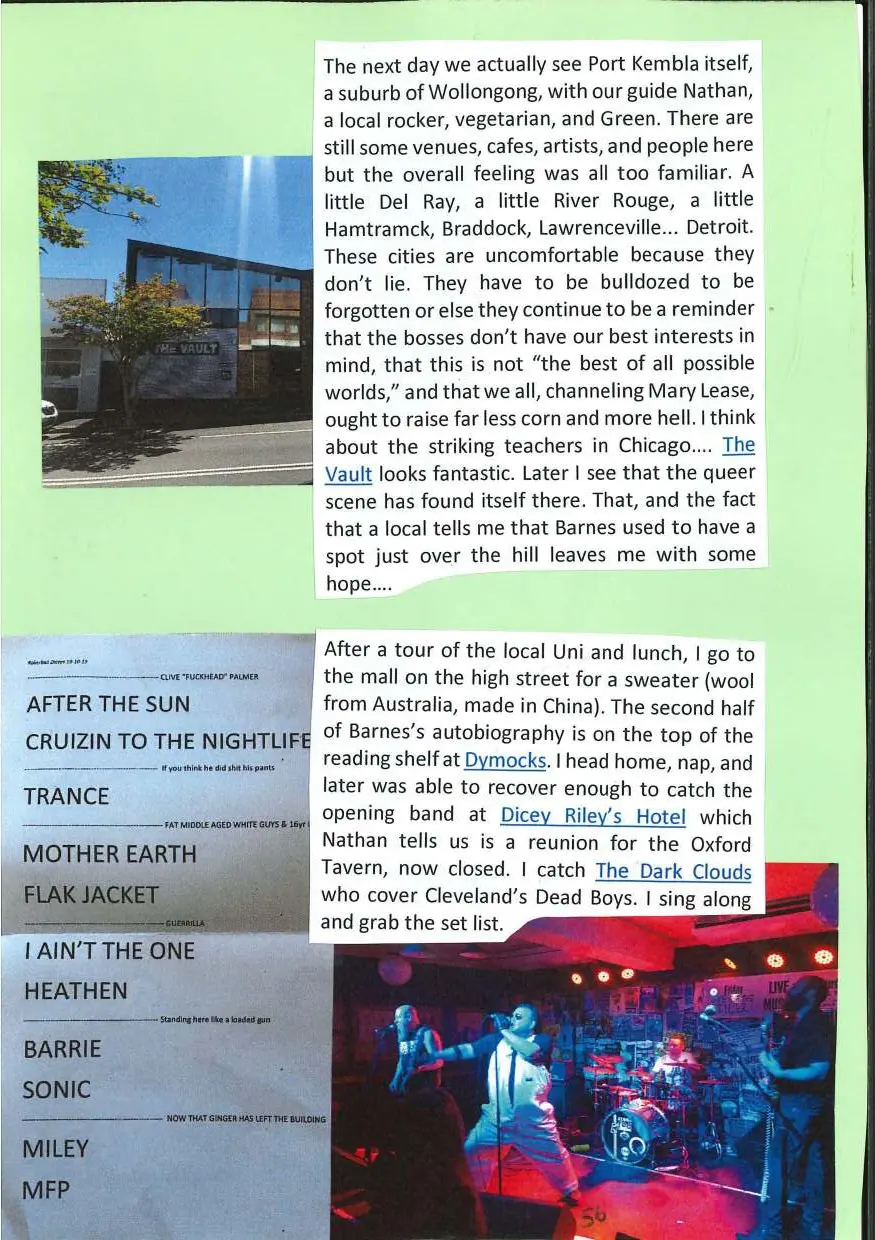 The next day we actually see Port Kembla itself,
a suburb of Wollongong, with our guide Nathan,
a local rocker, vegetarian, and Green. There are
still some venues, cafes, artists, and people here
but the overall feeling was all too familiar. A
little Del Ray, a little River Rouge, a little
Hamtramck, Braddock, Lawrenceville... Detroit.
These cities are uncomfortable because they
don’t lie. They have to be bulldozed to be
forgotten or else they continue to be a reminder
that the bosses don’t have our best interests in
mind, that this is not “the best of all possible
worlds,” and that we all, channeling Mary Lease,
ought to raise far less corn and more hell. I think
about the striking teachers in Chicago.... The
Vault looks fantastic. Later I see that the queer
scene has found itself there. That, and the fact
that a local tells me that Barnes used to have a
spot just over the hill leaves me with some
hope....
THE VAULT
After a tour of the local Uni and lunch, I go to
the mall on the high street for a sweater (wool
from Australia, made in China). The second half
of Barnes’s autobiography is on the top of the
reading shelf at Dymocks. I head home, nap, and
later was able to recover enough to catch the
opening band at Dicey Riley’s Hotel which
Nathan tells us is a reunion for the Oxford
Tavern, now closed. I catch The Dark Clouds
who cover Cleveland’s Dead Boys. I sing along
and grab the set list.
CLIVE "FUCKHEAD" PALMER
AFTER THE SUN
CRUIZIN TO THE NIGHTLIFE
If you think he did shit his pants
TRANCE
FAT MIDDLE AGED WHITE GUYS & 16yr
MOTHER EARTH
FLAK JACKET
GUERRILLA
I AIN’T THE ONE
HEATHEN
Standing here like a loaded gun
BARRIE
SONIC
NOW THAT GINGER HAS LEFT THE BUILDING
MILEY
MFP
LIVE
56